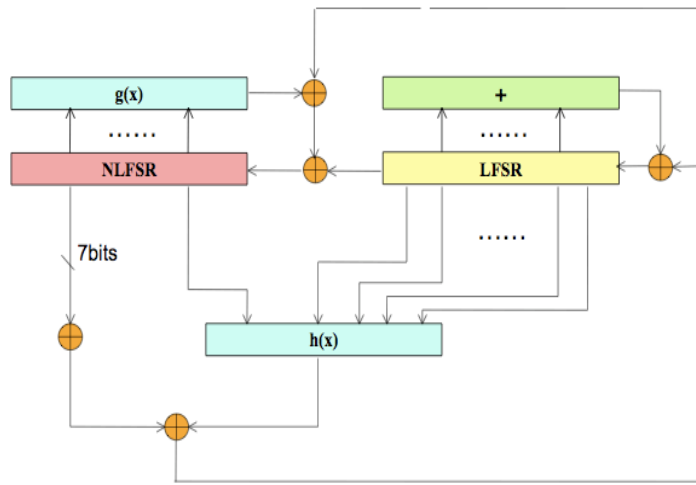 g(x)
+
......
......
NLFSR
LFSR
......
7bits
h(x)